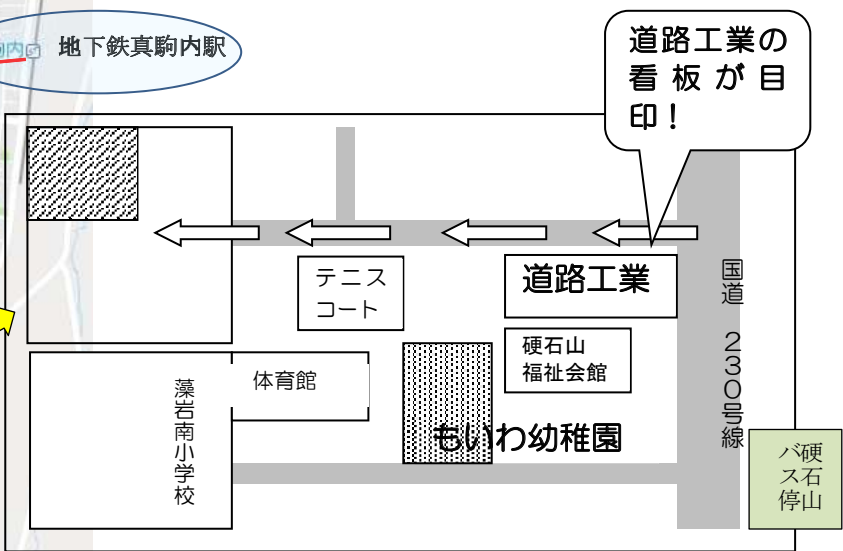 地下鉄真駒内駅
道路工業の
看板が目
印！
テニス
コート
道路工業
硬石山
福祉会館
体育館
もいわ幼稚園
藻岩南小学校
国道　２３０号線
硬石山
バス停